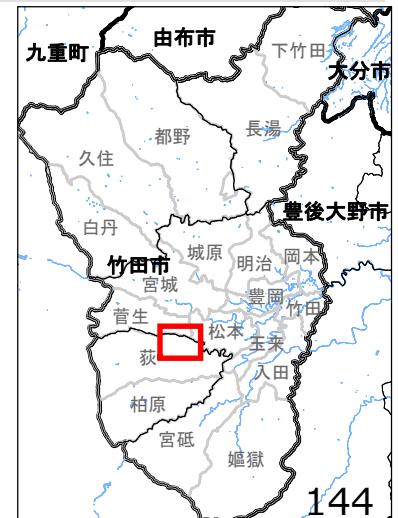 由布市
九重町
下竹田
大分市
長湯
都野
久住
豊後大野市
白丹
城原
岡本
明治
竹田市
宮城
豊岡
竹田
菅生
松本
玉来
荻
入田
柏原
宮砥
嫗獄
144